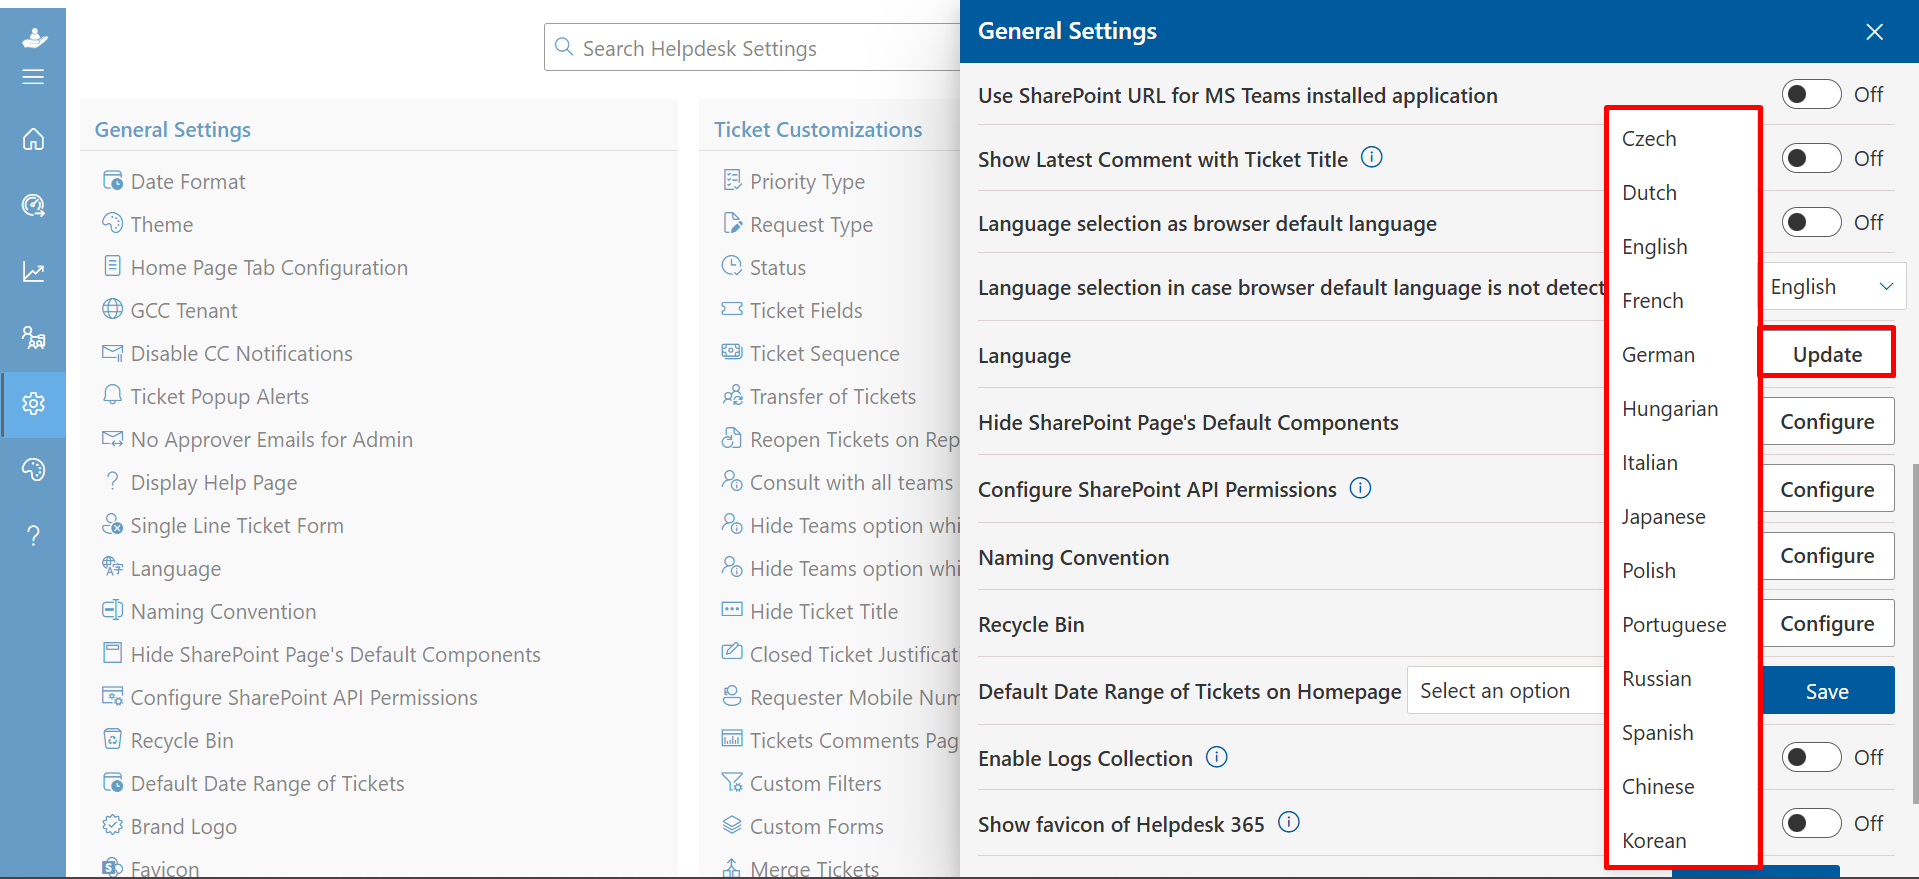 Search Helpdesk Settings
General Settings
Date Format
Theme
Home Page Tab Configuration
GCC Tenant
Disable CC Notifications
Ticket Popup Alerts
No Approver Emails for Admin
Display Help Page
Single Line Ticket Form
Language
Naming Convention
Hide SharePoint Page's Default Components
Configure SharePoint API Permissions
Recycle Bin
Default Date Range of Tickets
Brand Logo
Favicon
Ticket Customizations
Priority Type
Request Type
Status
Ticket Fields
Ticket Sequence
Transfer of Tickets
Reopen Tickets on Rep
Consult with all teams
Hide Teams option whi
Hide Teams option whi
Hide Ticket Title
Closed Ticket Justificati
Requester Mobile Num
Tickets Comments Pag
Custom Filters
Custom Forms
Merge Tickets
General Settings
Use SharePoint URL for MS Teams installed application Off
Show Latest Comment with Ticket Title Off
Language selection as browser default language Off
Language selection in case browser default language is not detect English
Language Update
Hide SharePoint Page's Default Components Configure
Configure SharePoint API Permissions Configure
Naming Convention Configure
Recycle Bin Configure
Default Date Range of Tickets on Homepage Select an option Save
Enable Logs Collection Off
Show favicon of Helpdesk 365 Off
Czech
Dutch
English
French
German
Hungarian
Italian
Japanese
Polish
Portuguese
Russian
Spanish
Chinese
Korean